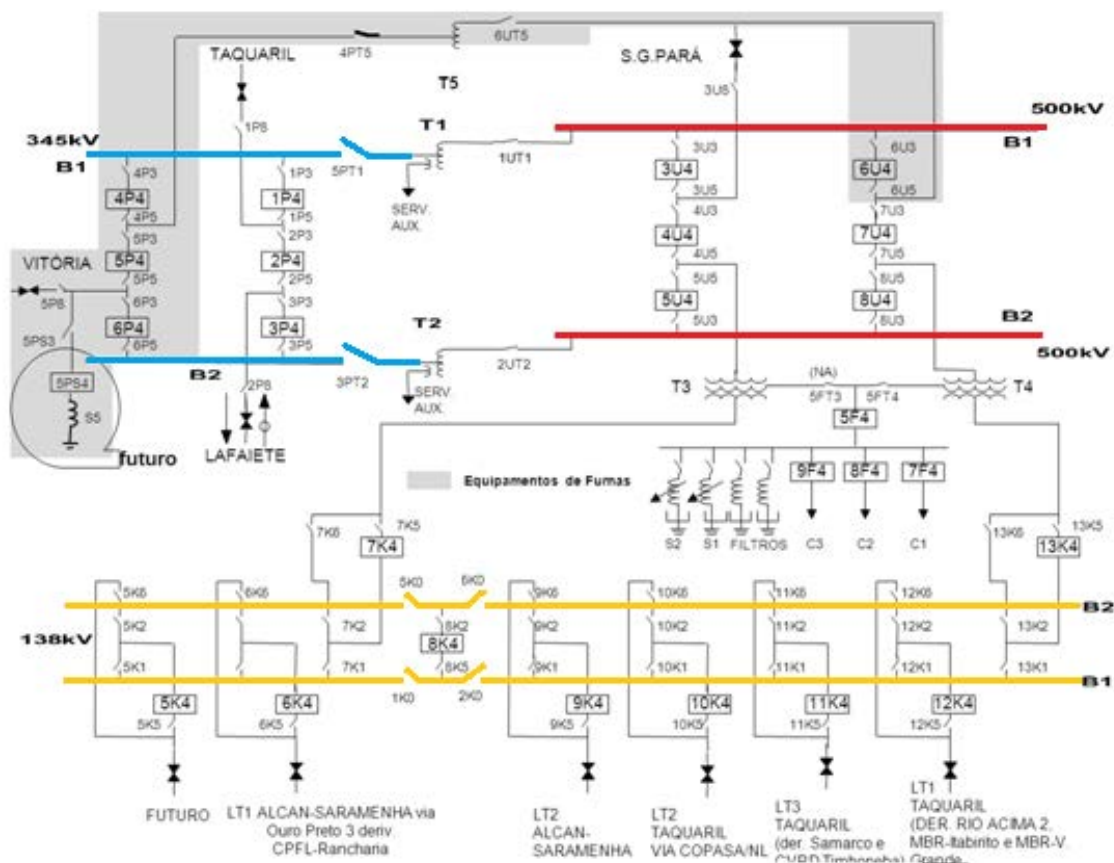 6UT5
4PT5
TAQUARIL
S.G.PARÁ
T5
3U6
500kV
345kV
1P8
T1
B1
B1
5PT1
1UT1
4P3
1P3
3U3
6U3
4P4
1P4
3U4
6U4
SERV.
AUX.
4P5
1P5
3U5
6U5
5P3
2P3
4U3
7U3
VITÓRIA
5P4
2P4
4U4
7U4
5P5
2P5
4U5
7U5
5P8
6P3
3P3
5U5
8U5
5PS3
6P4
3P4
T2
5U4
8U4
B2
6P5
3P5
5U3
8U3
B2
2P8
3PT2
2UT2
500kV
5PS4
SERV.
AUX.
T3
(NA)
5FT3
5FT4
T4
S5
5F4
futuro
LAFAIETE
Equipamentos de Furnas
9F4
8F4
7F4
7K6
7K5
7K4
S2
S1
FILTROS
C3
C2
C1
13K6
13K5
13K4
5K6
6K6
5K0
6K0
9K6
10K6
11K6
12K6
B2
138kV
5K2
6K2
7K2
8K2
9K2
10K2
11K2
12K2
13K2
8K4
5K1
7K1
8K5
9K1
10K1
11K1
12K1
13K1
B1
1K0
2K0
5K4
6K4
9K4
10K4
11K4
12K4
5K5
6K5
9K5
10K5
11K5
12K5
FUTURO
LT1 ALCAN-SARAMENHA via
Ouro Preto 3 deriv.
CPFL-Rancharia
LT2
ALCAN-
SARAMENHA
LT2
TAQUARIL
VIA COPASA/NL
LT3
TAQUARIL
(der. Samarco e
CVRD Timbopeba)
LT1
TAQUARIL
(DER. RIO ACIMA 2,
MBR-Itabirito e MBR-V.
Grande